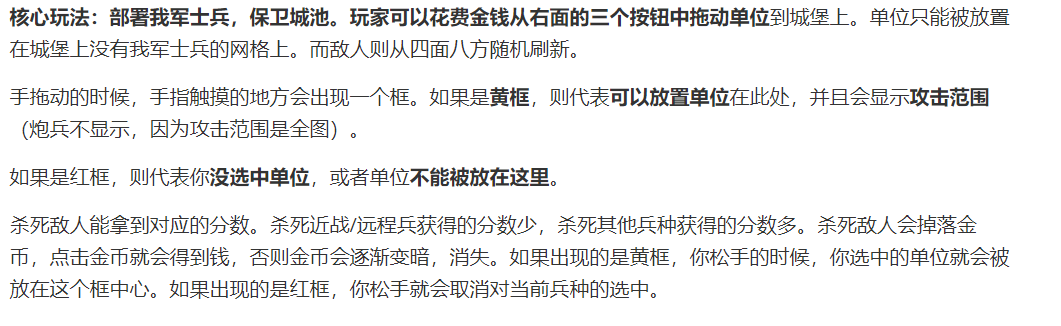 核心玩法：部署我军士兵，保卫城池。玩家可以花费金钱从右面的三个按钮中拖动单位到城堡上。单位只能被放置
在城堡上没有我军士兵的网格上。而敌人则从四面八方随机刷新。
手拖动的时候，手指触摸的地方会出现一个框。如果是黄框，则代表可以放置单位在此处，并且会显示攻击范围
（炮兵不显示，因为攻击范围是全图）。
如果是红框，则代表你没选中单位，或者单位不能被放在这里。
杀死敌人能拿到对应的分数。杀死近战/远程兵获得的分数少，杀死其他兵种获得的分数多。杀死敌人会掉落金
币，点击金币就会得到钱，否则金币会逐渐变暗，消失。如果出现的是黄框，你松手的时候，你选中的单位就会被
放在这个框中心。如果出现的是红框，你松手就会取消对当前兵种的选中。